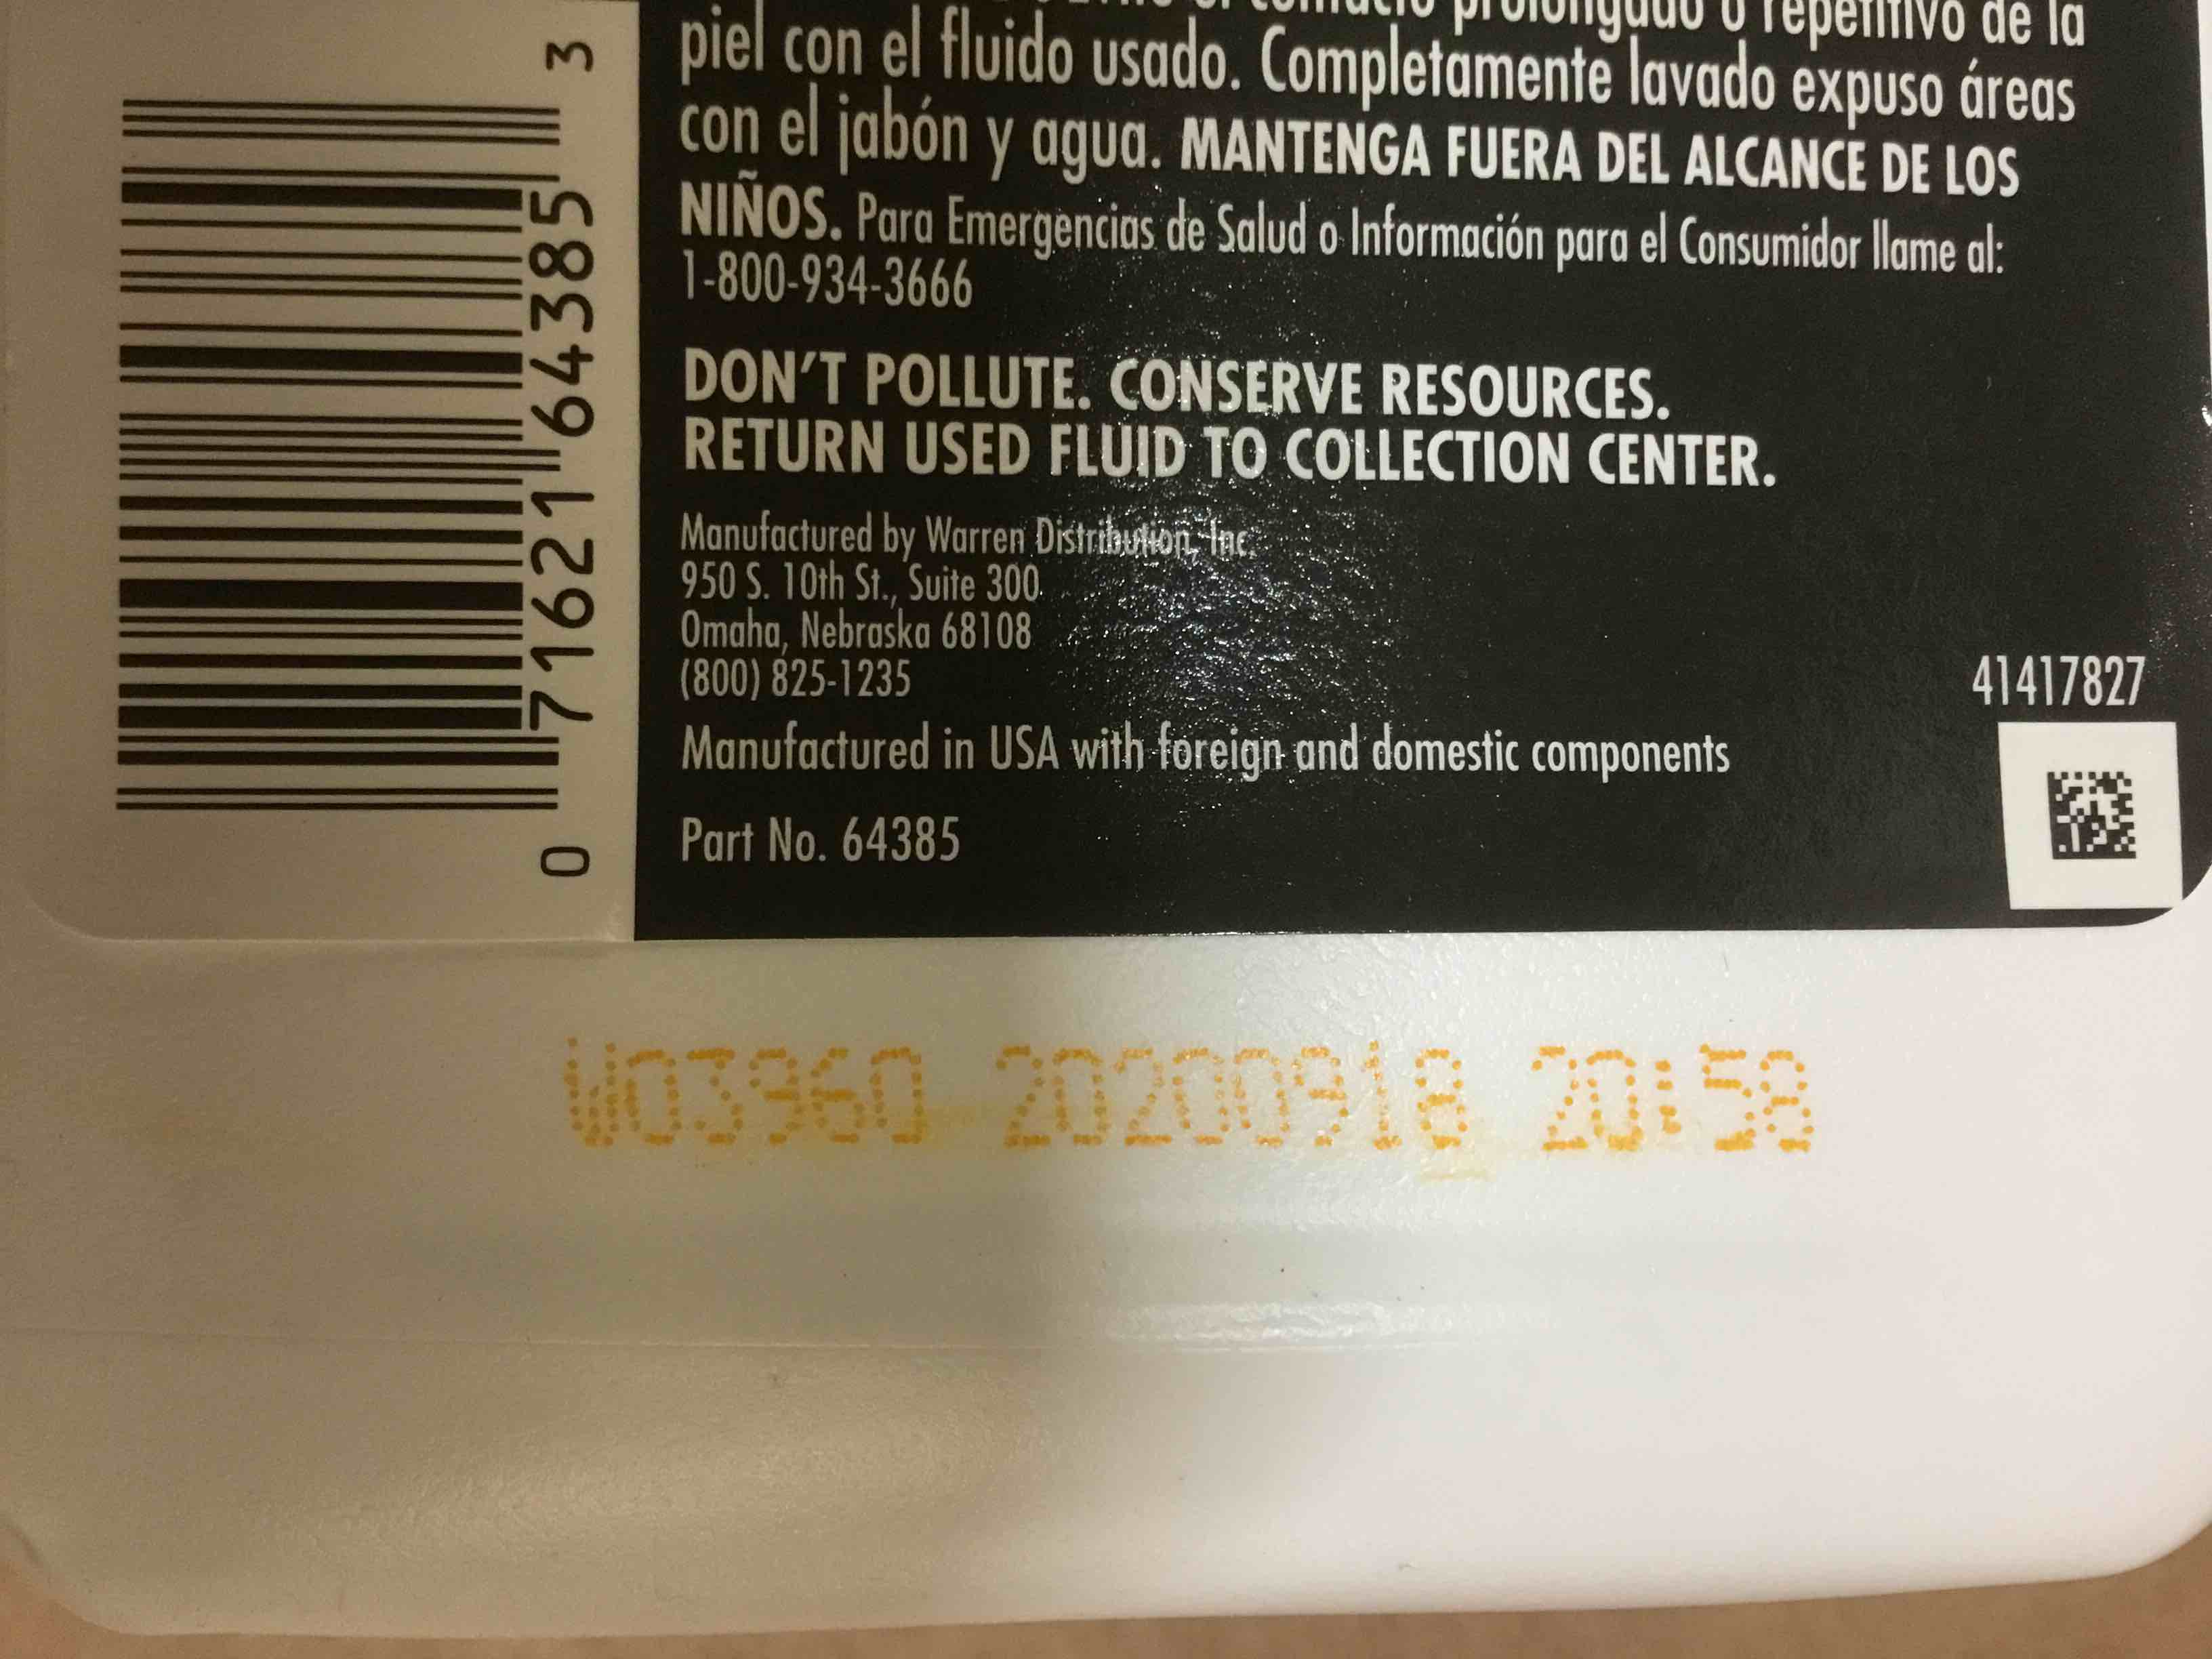 prolongado o repetitivo de la
piel con el fluido usado. Completamente lavado expuso áreas
con el jabón y agua. MANTENGA FUERA DEL ALCANCE DE LOS
NIÑOS. Para Emergencias de Salud o Información para el Consumidor llame al:
1-800-934-3666
DON'T POLLUTE. CONSERVE RESOURCES.
RETURN USED FLUID TO COLLECTION CENTER.
Manufactured by Warren Distribution, Inc.
950 S. 10th St., Suite 300
Omaha, Nebraska 68108
(800) 825-1235
Manufactured in USA with foreign and domestic components
Part No. 64385
41417827
0 71621 64385 3
W03960 20200918 20:58